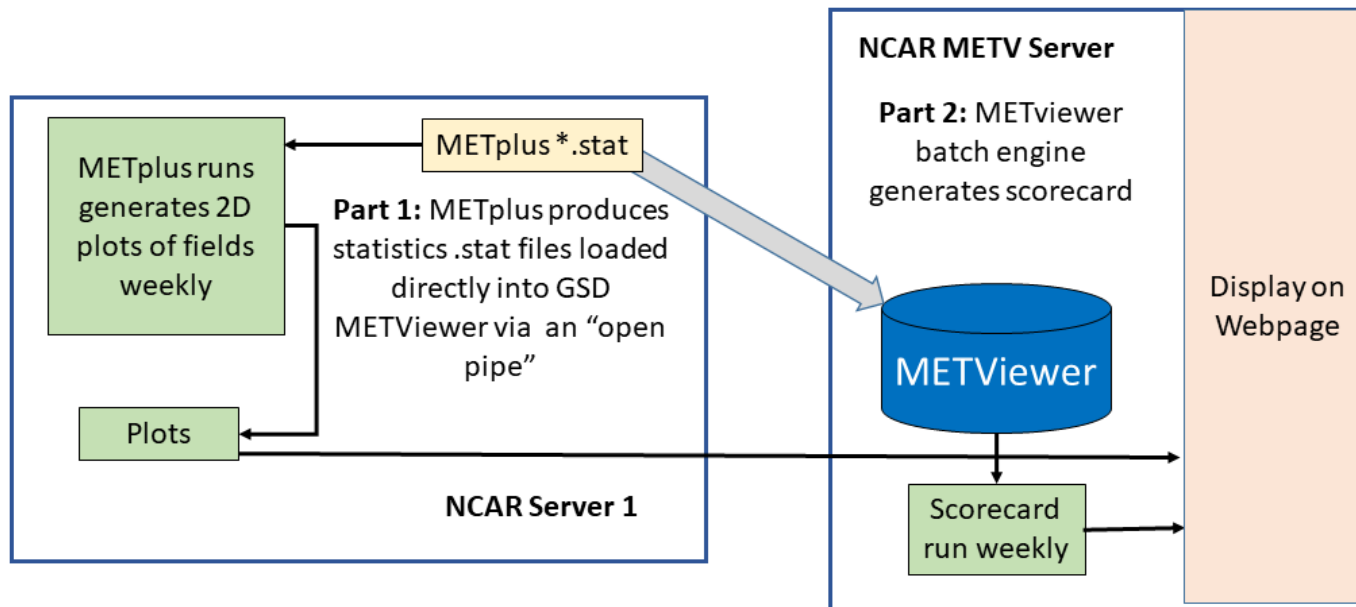 METplus runs
generates 2D
plots of fields
weekly
METplus *.stat
Part 1: METplus produces
statistics .stat files loaded
directly into GSD
METViewer via an “open
pipe”
Plots
NCAR Server 1
NCAR METV Server
Part 2: METviewer
batch engine
generates scorecard
METViewer
Scorecard
run weekly
Display on
Webpage